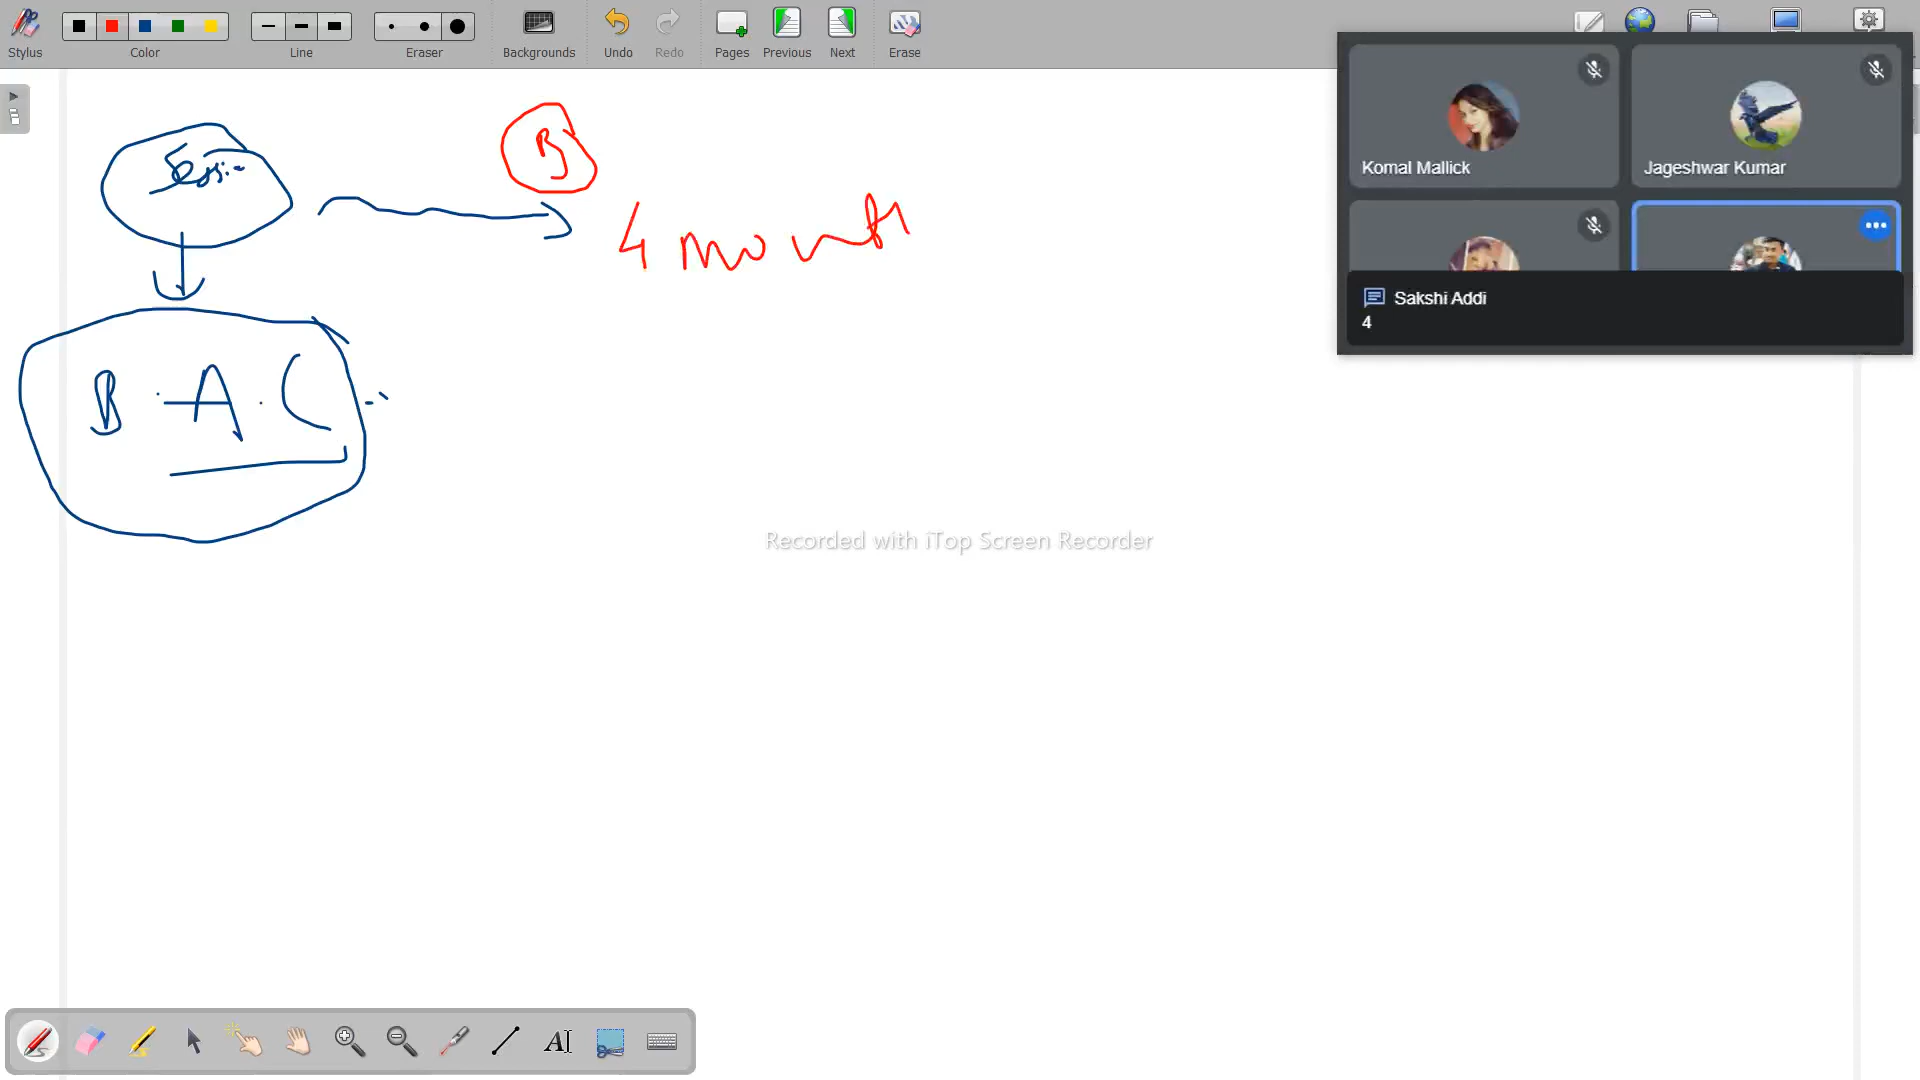 Stylus
Color
Line
Eraser
Backgrounds
Undo
Redo
Pages
Previous
Next
Erase
Komal Mallick
Jageshwar Kumar
Sakshi Addi
4
B
4 month
B . A . C
Recorded with iTop Screen Recorder
AI